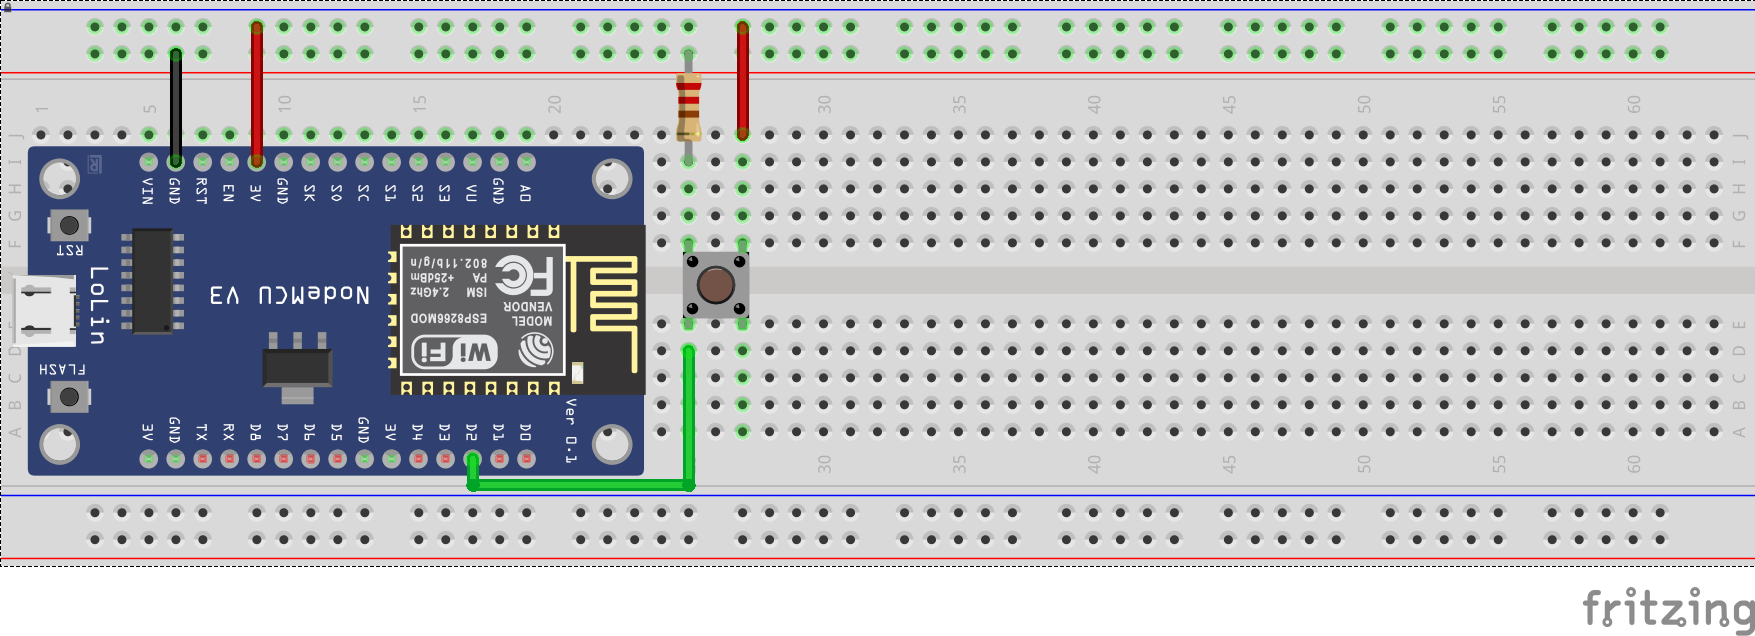 1 5 10 15 20 30 35 40 45 50 55 60
J J
I I
H H
G G
F F
E
D D
C C
B B
A A
VIN GND RST EN 3V GND SK SO SC S1 S2 S3 VU GND AO
RST
LoLin
NodeMCU V3
FLASH
FC
802.11b/g/n
PA +25dBm
ISM 2.4Ghz
VENDOR
MODEL
ESP8266MOD
WiFi
Ver 0.1
3V GND TX RX D8 D7 D6 D5 GND 3V D4 D3 D2 D1 D0
30 35 40 45 50 55 60
fritzing